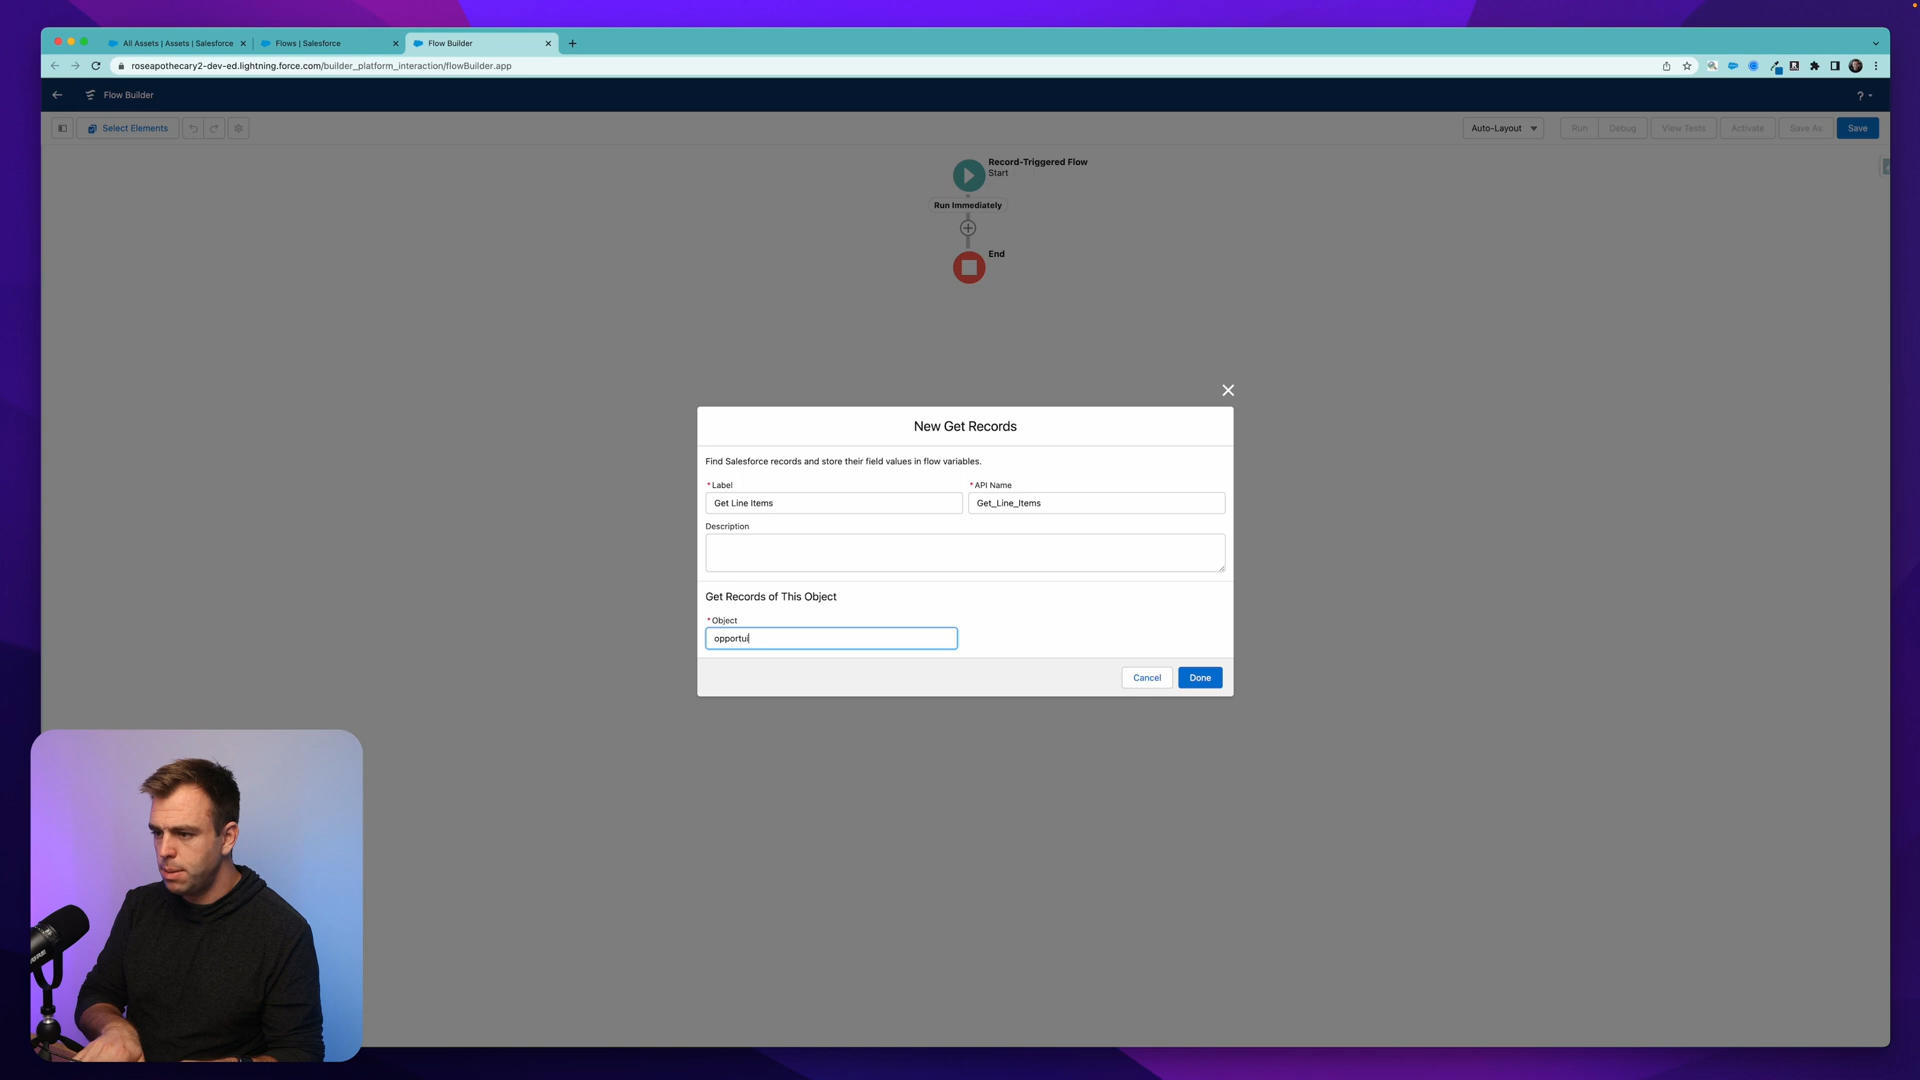 All Assets | Assets | Salesforce
Flows | Salesforce
Flow Builder
roseapothecary2-dev-ed.lightning.force.com/builder_platform_interaction/flowBuilder.app
Flow Builder
?
Select Elements
Auto-Layout
Run
Debug
View Tests
Activate
Save As
Save
Record-Triggered Flow
Start
Run Immediately
End
New Get Records
Find Salesforce records and store their field values in flow variables.
* Label
* API Name
Get Line Items
Get_Line_Items
Description
Get Records of This Object
* Object
opportui
Cancel
Done